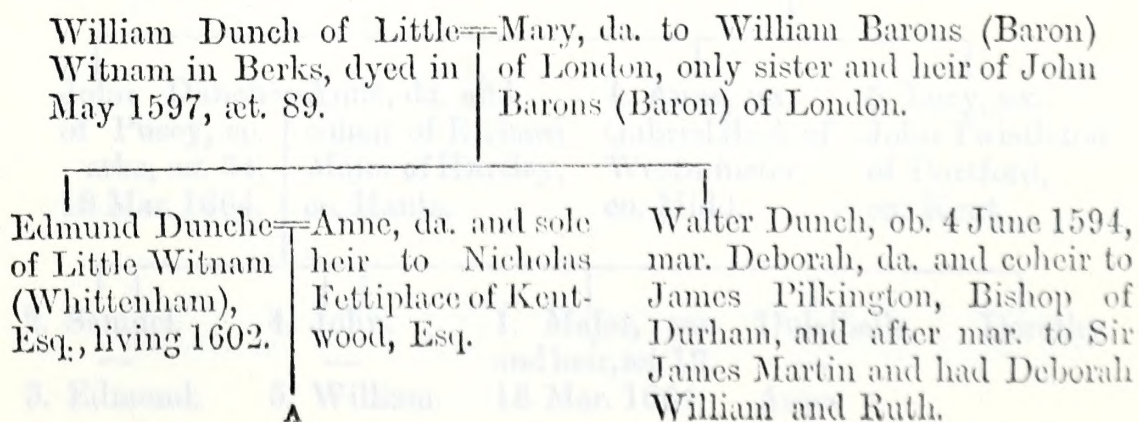 William Dunch of Little
Witnam in Berks, dyed in
May 1597, æt. 89.
Mary, da. to William Barons (Baron)
of London, only sister and heir of John
Barons (Baron) of London.
Edmund Dunche
of Little Witnam
(Whittenham),
Esq., living 1602.
Anne, da. and sole
heir to Nicholas
Fettiplace of Kent-
wood, Esq.
Walter Dunch, ob. 4 June 1594,
mar. Deborah, da. and coheir to
James Pilkington, Bishop of
Durham, and after mar. to Sir
James Martin and had Deborah
William and Ruth.
A